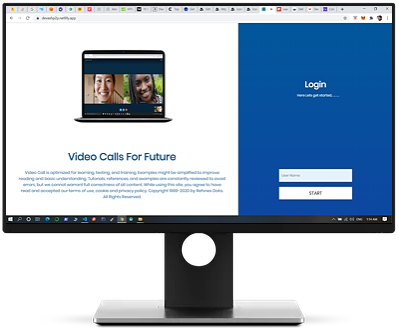 devarhp2p.netlify.app
Video Calls For Future
Video Call is optimized for learning, testing, and training. Examples might be simplified to improve
reading and basic understanding. Tutorials, references, and examples are constantly reviewed to avoid
errors, but we cannot warrant full correctness of all content. While using this site, you agree to have
read and accepted our terms of use, cookie and privacy policy. Copyright 1999-2020 by Refsnes Data.
All Rights Reserved.
Login
Here Lets get started..........
User Name
START
ENG